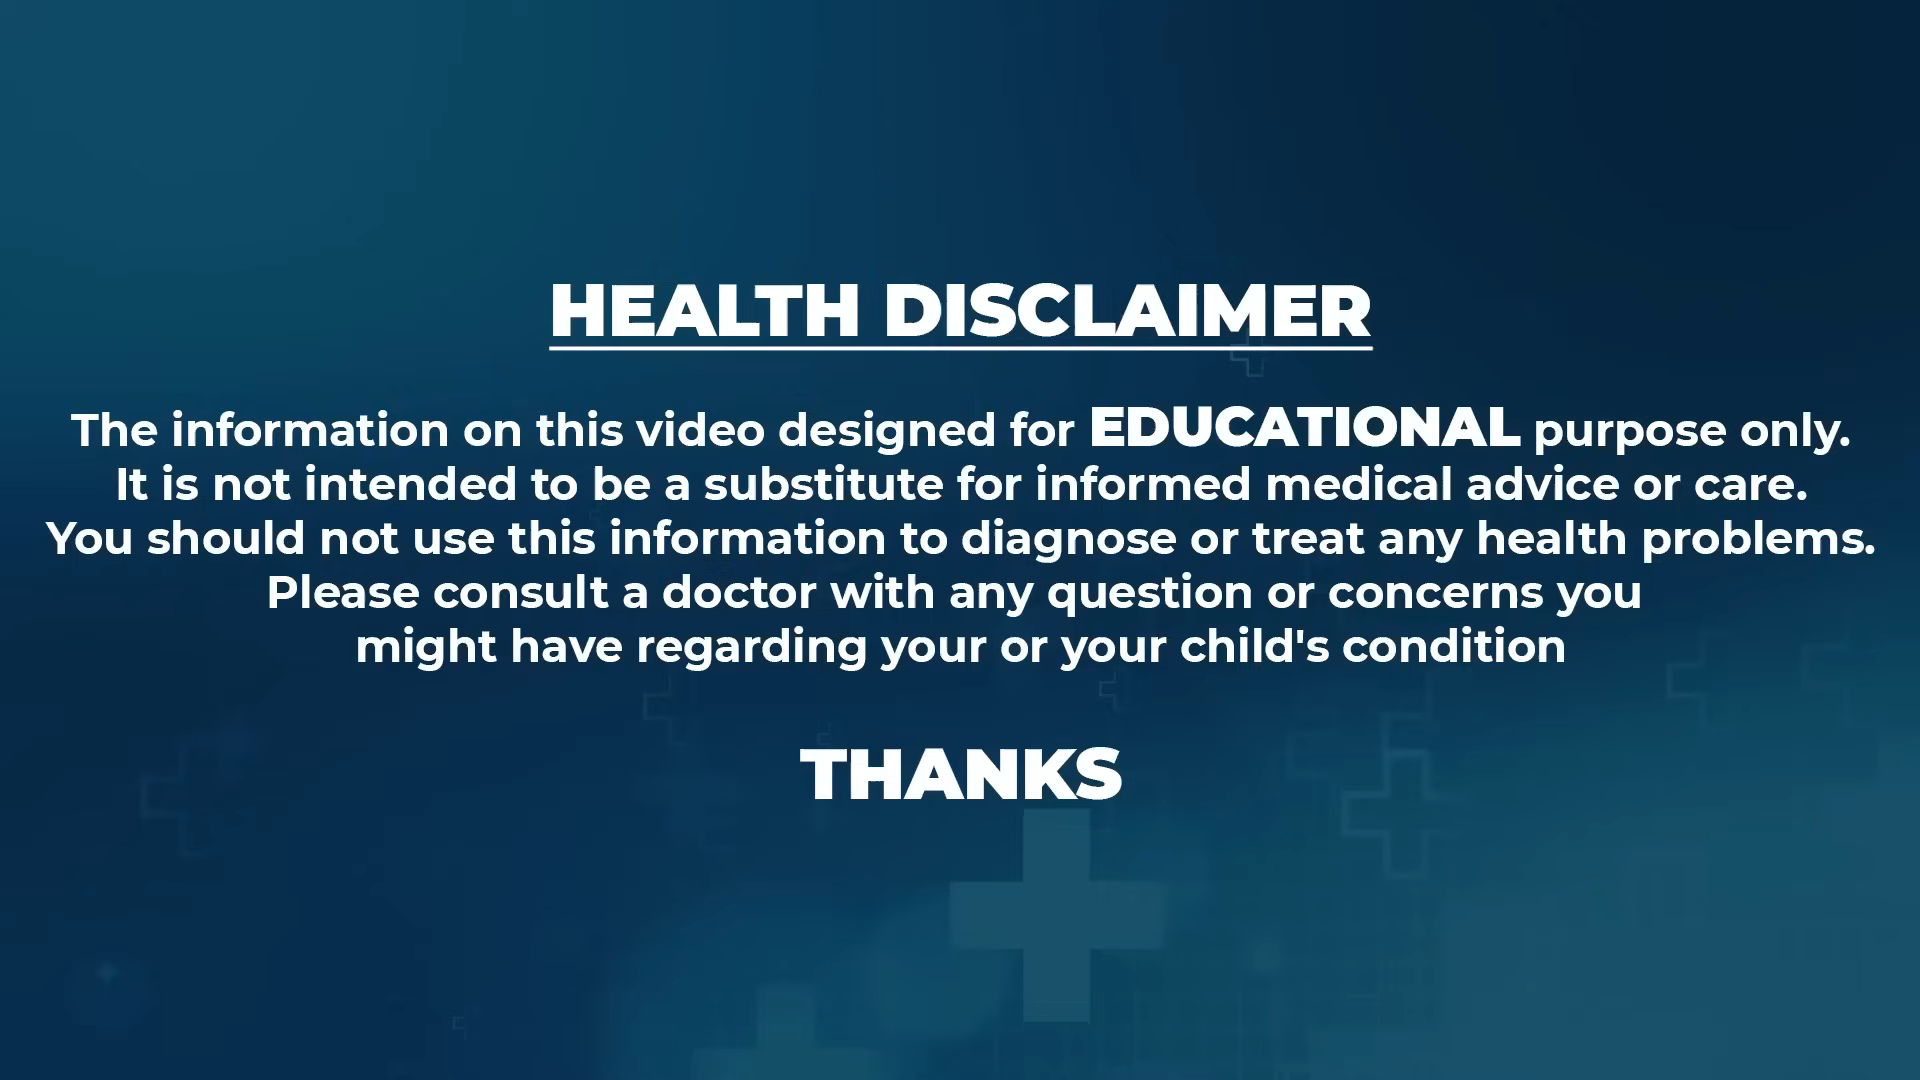 HEALTH DISCLAIMER
The information on this video designed for EDUCATIONAL purpose only.
It is not intended to be a substitute for informed medical advice or care.
You should not use this information to diagnose or treat any health problems.
Please consult a doctor with any question or concerns you
might have regarding your or your child's condition
THANKS